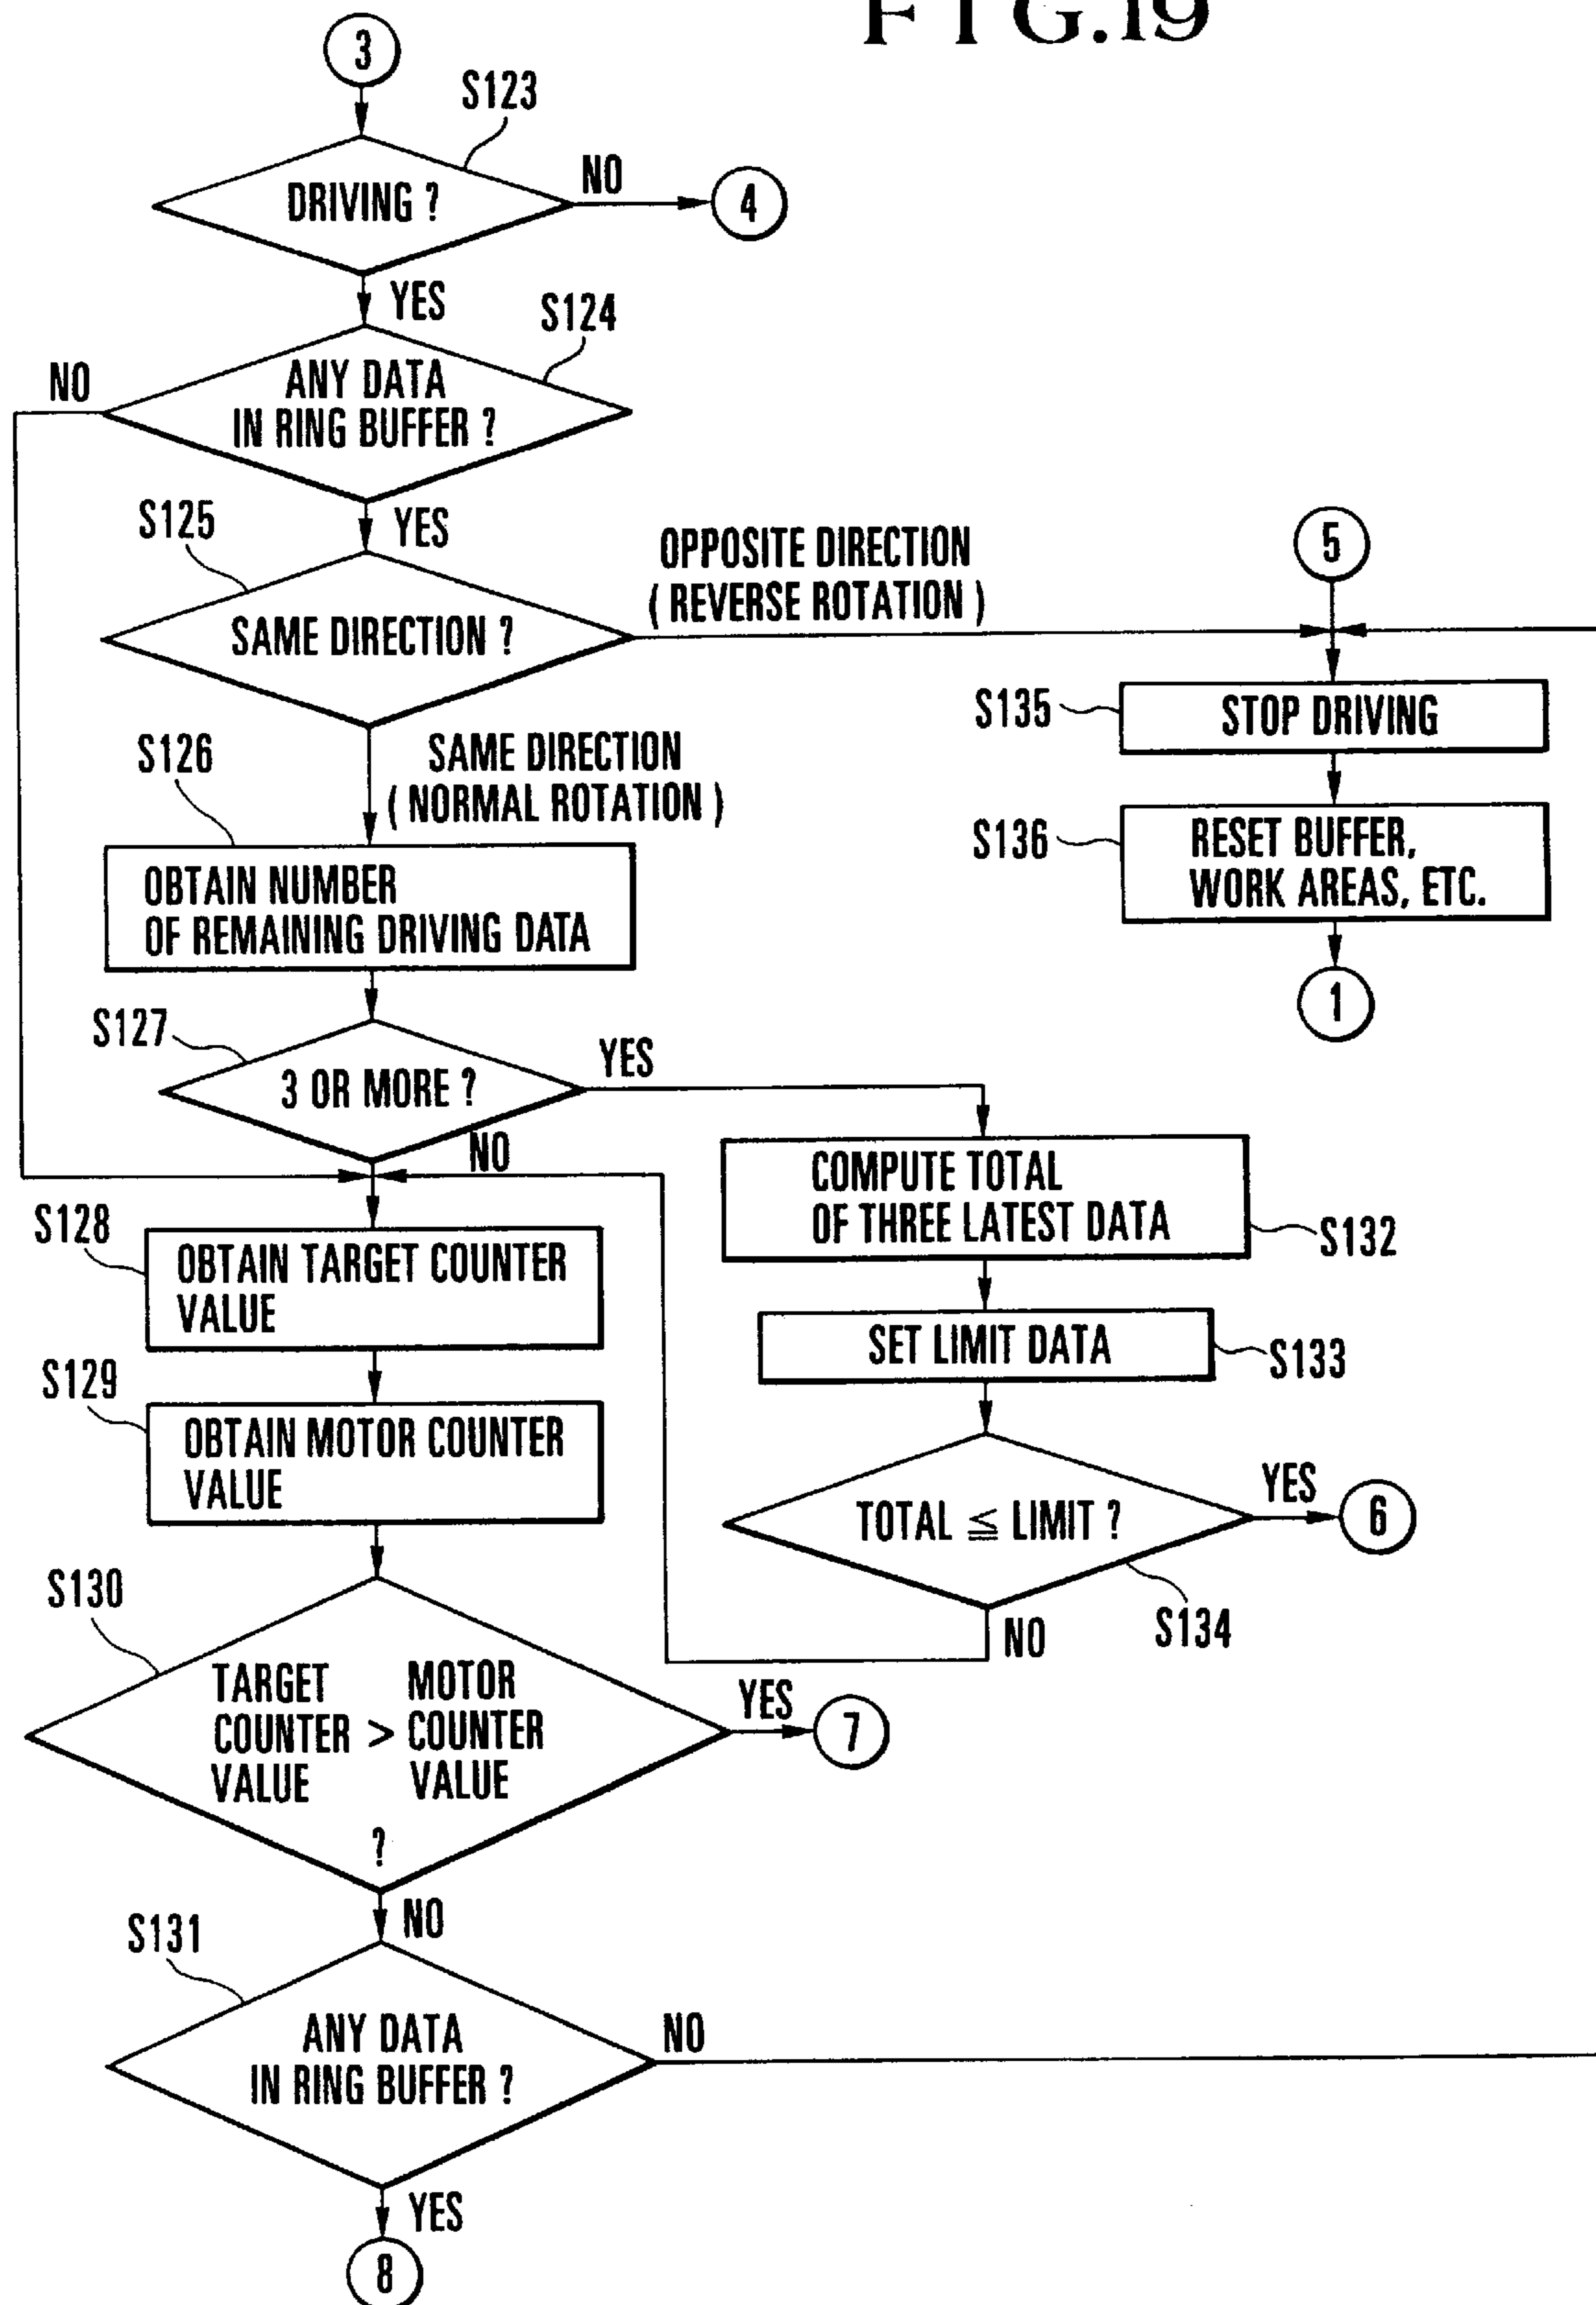 FIG.19
3
S123
DRIVING ?
NO
4
YES
S124
ANY DATA
IN RING BUFFER ?
NO
YES
S125
SAME DIRECTION ?
OPPOSITE DIRECTION
( REVERSE ROTATION )
5
S135
STOP DRIVING
S136
RESET BUFFER,
WORK AREAS, ETC.
1
SAME DIRECTION
( NORMAL ROTATION )
S126
OBTAIN NUMBER
OF REMAINING DRIVING DATA
S127
3 OR MORE ?
YES
NO
COMPUTE TOTAL
OF THREE LATEST DATA
S132
SET LIMIT DATA
S133
TOTAL ≦ LIMIT ?
YES
6
S134
NO
S128
OBTAIN TARGET COUNTER
VALUE
S129
OBTAIN MOTOR COUNTER
VALUE
S130
TARGET MOTOR
COUNTER > COUNTER
VALUE VALUE
?
YES
7
NO
S131
ANY DATA
IN RING BUFFER ?
NO
YES
8